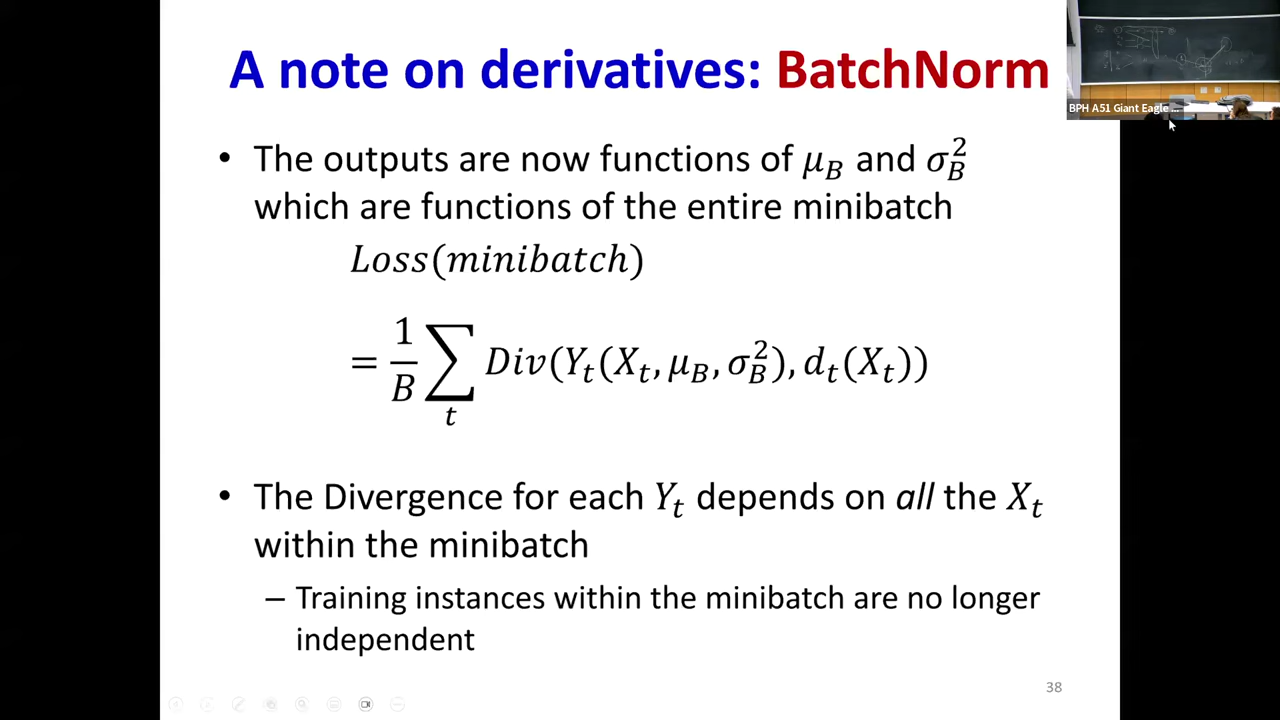 A note on derivatives: BatchNorm
BPH A51 Giant Eagle ...
• The outputs are now functions of μ_B and σ_B^2
which are functions of the entire minibatch
Loss(minibatch)
= 1/B ∑_t Div(Y_t(X_t, μ_B, σ_B^2), d_t(X_t))
• The Divergence for each Y_t depends on all the X_t
within the minibatch
– Training instances within the minibatch are no longer
independent
38